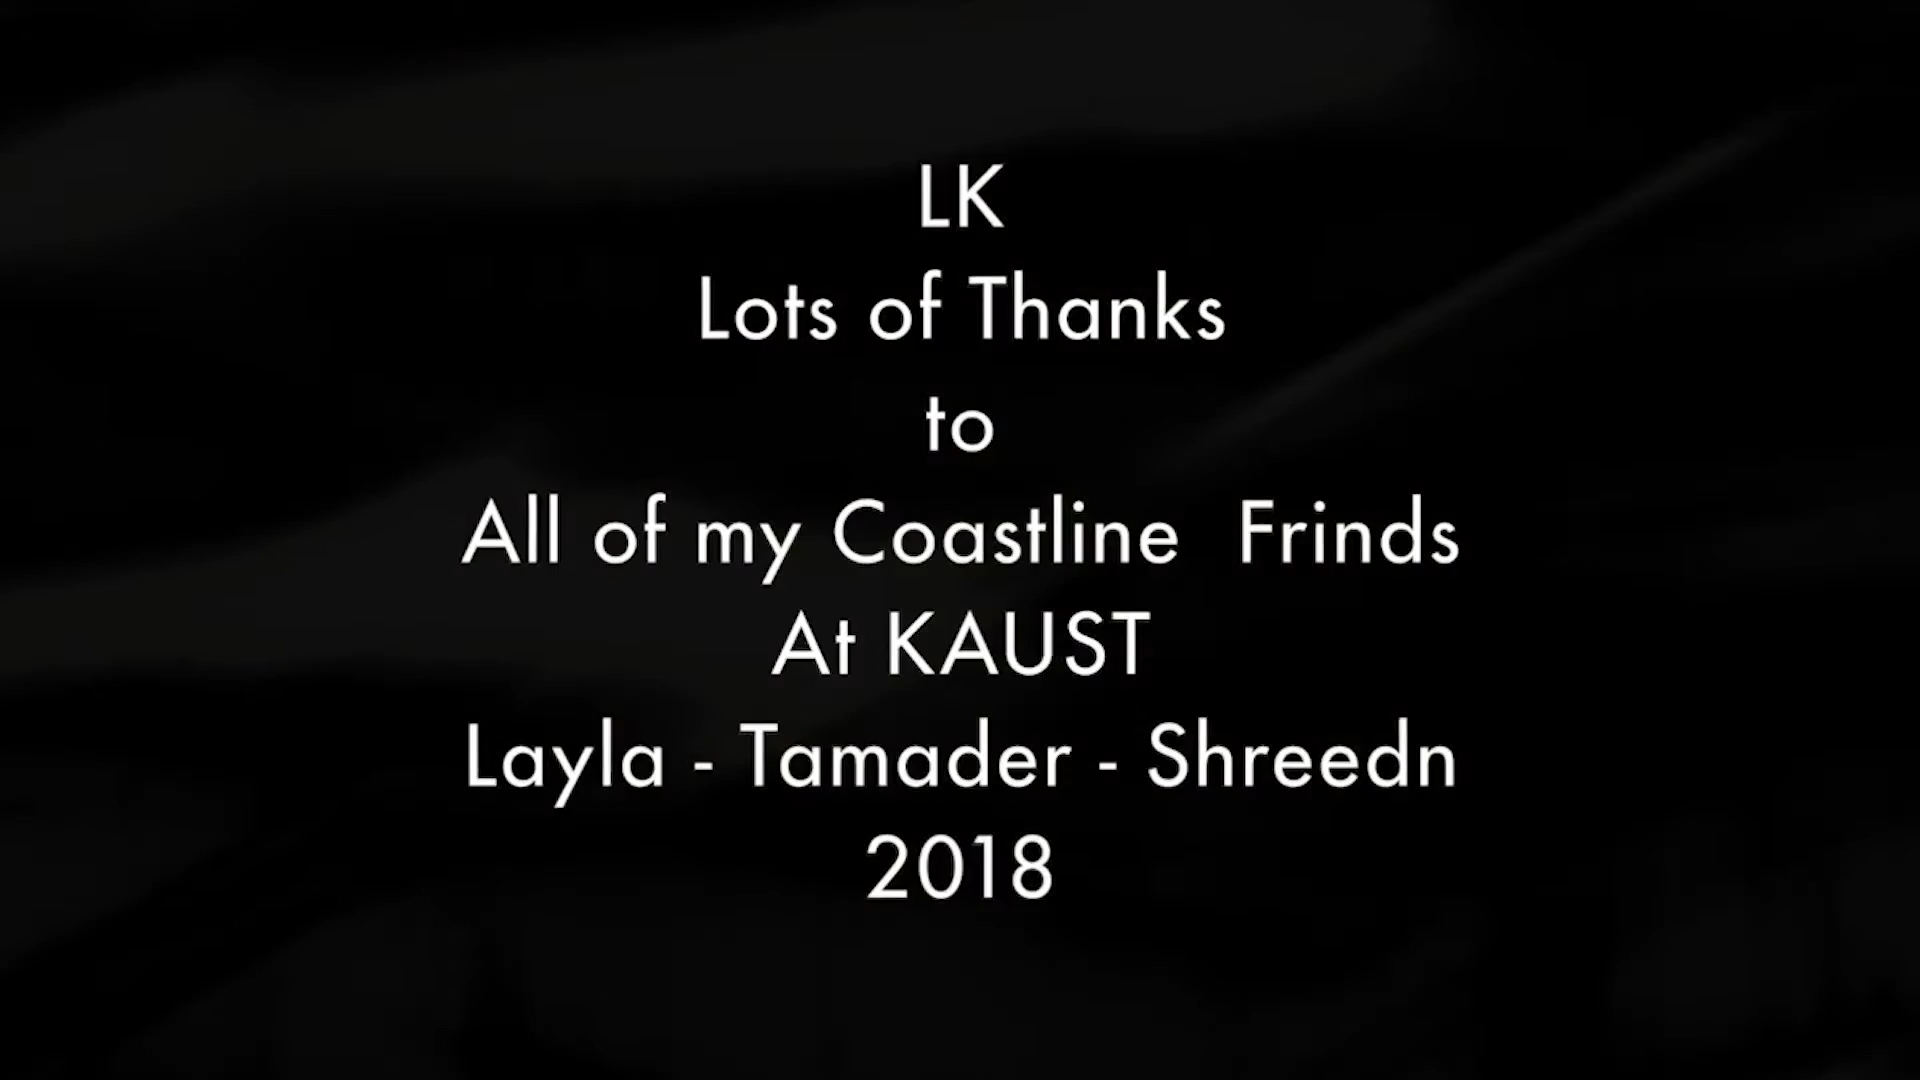 LK
Lots of Thanks
to
All of my Coastline  Frinds
At KAUST
Layla - Tamader - Shreedn
2018